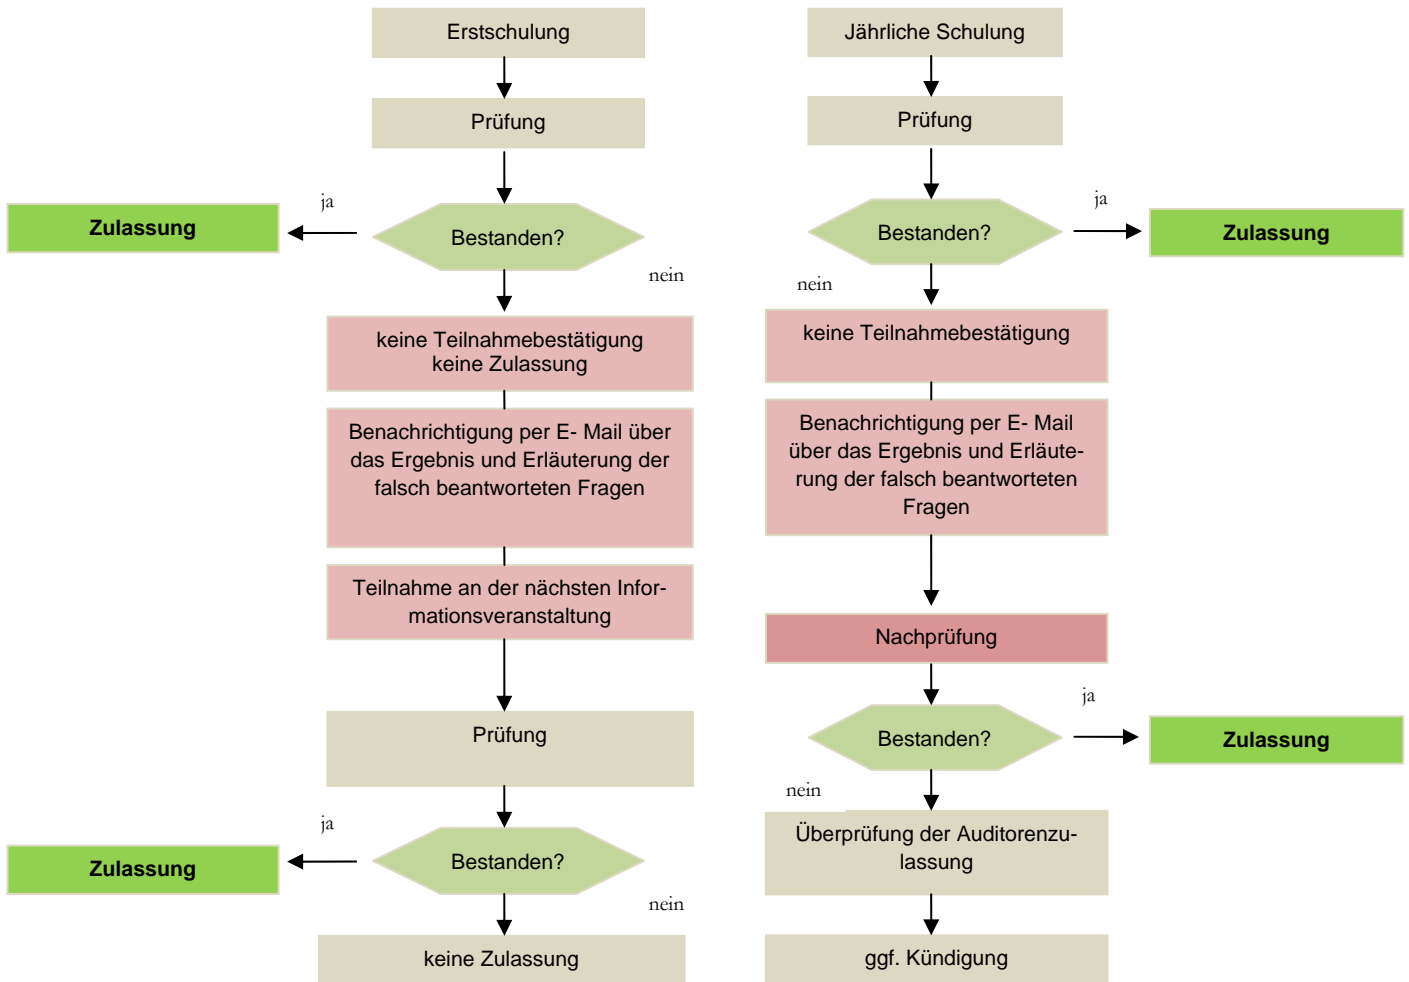 Erstschulung
Prüfung
ja
Zulassung
Bestanden?
nein
keine Teilnahmebestätigung
keine Zulassung
Benachrichtigung per E- Mail über
das Ergebnis und Erläuterung der
falsch beantworteten Fragen
Teilnahme an der nächsten Infor-
mationsveranstaltung
Prüfung
ja
Zulassung
Bestanden?
nein
keine Zulassung
Jährliche Schulung
Prüfung
ja
Bestanden?
Zulassung
nein
keine Teilnahmebestätigung
Benachrichtigung per E- Mail
über das Ergebnis und Erläute-
rung der falsch beantworteten
Fragen
Nachprüfung
ja
Bestanden?
Zulassung
nein
Überprüfung der Auditorenzu-
lassung
ggf. Kündigung